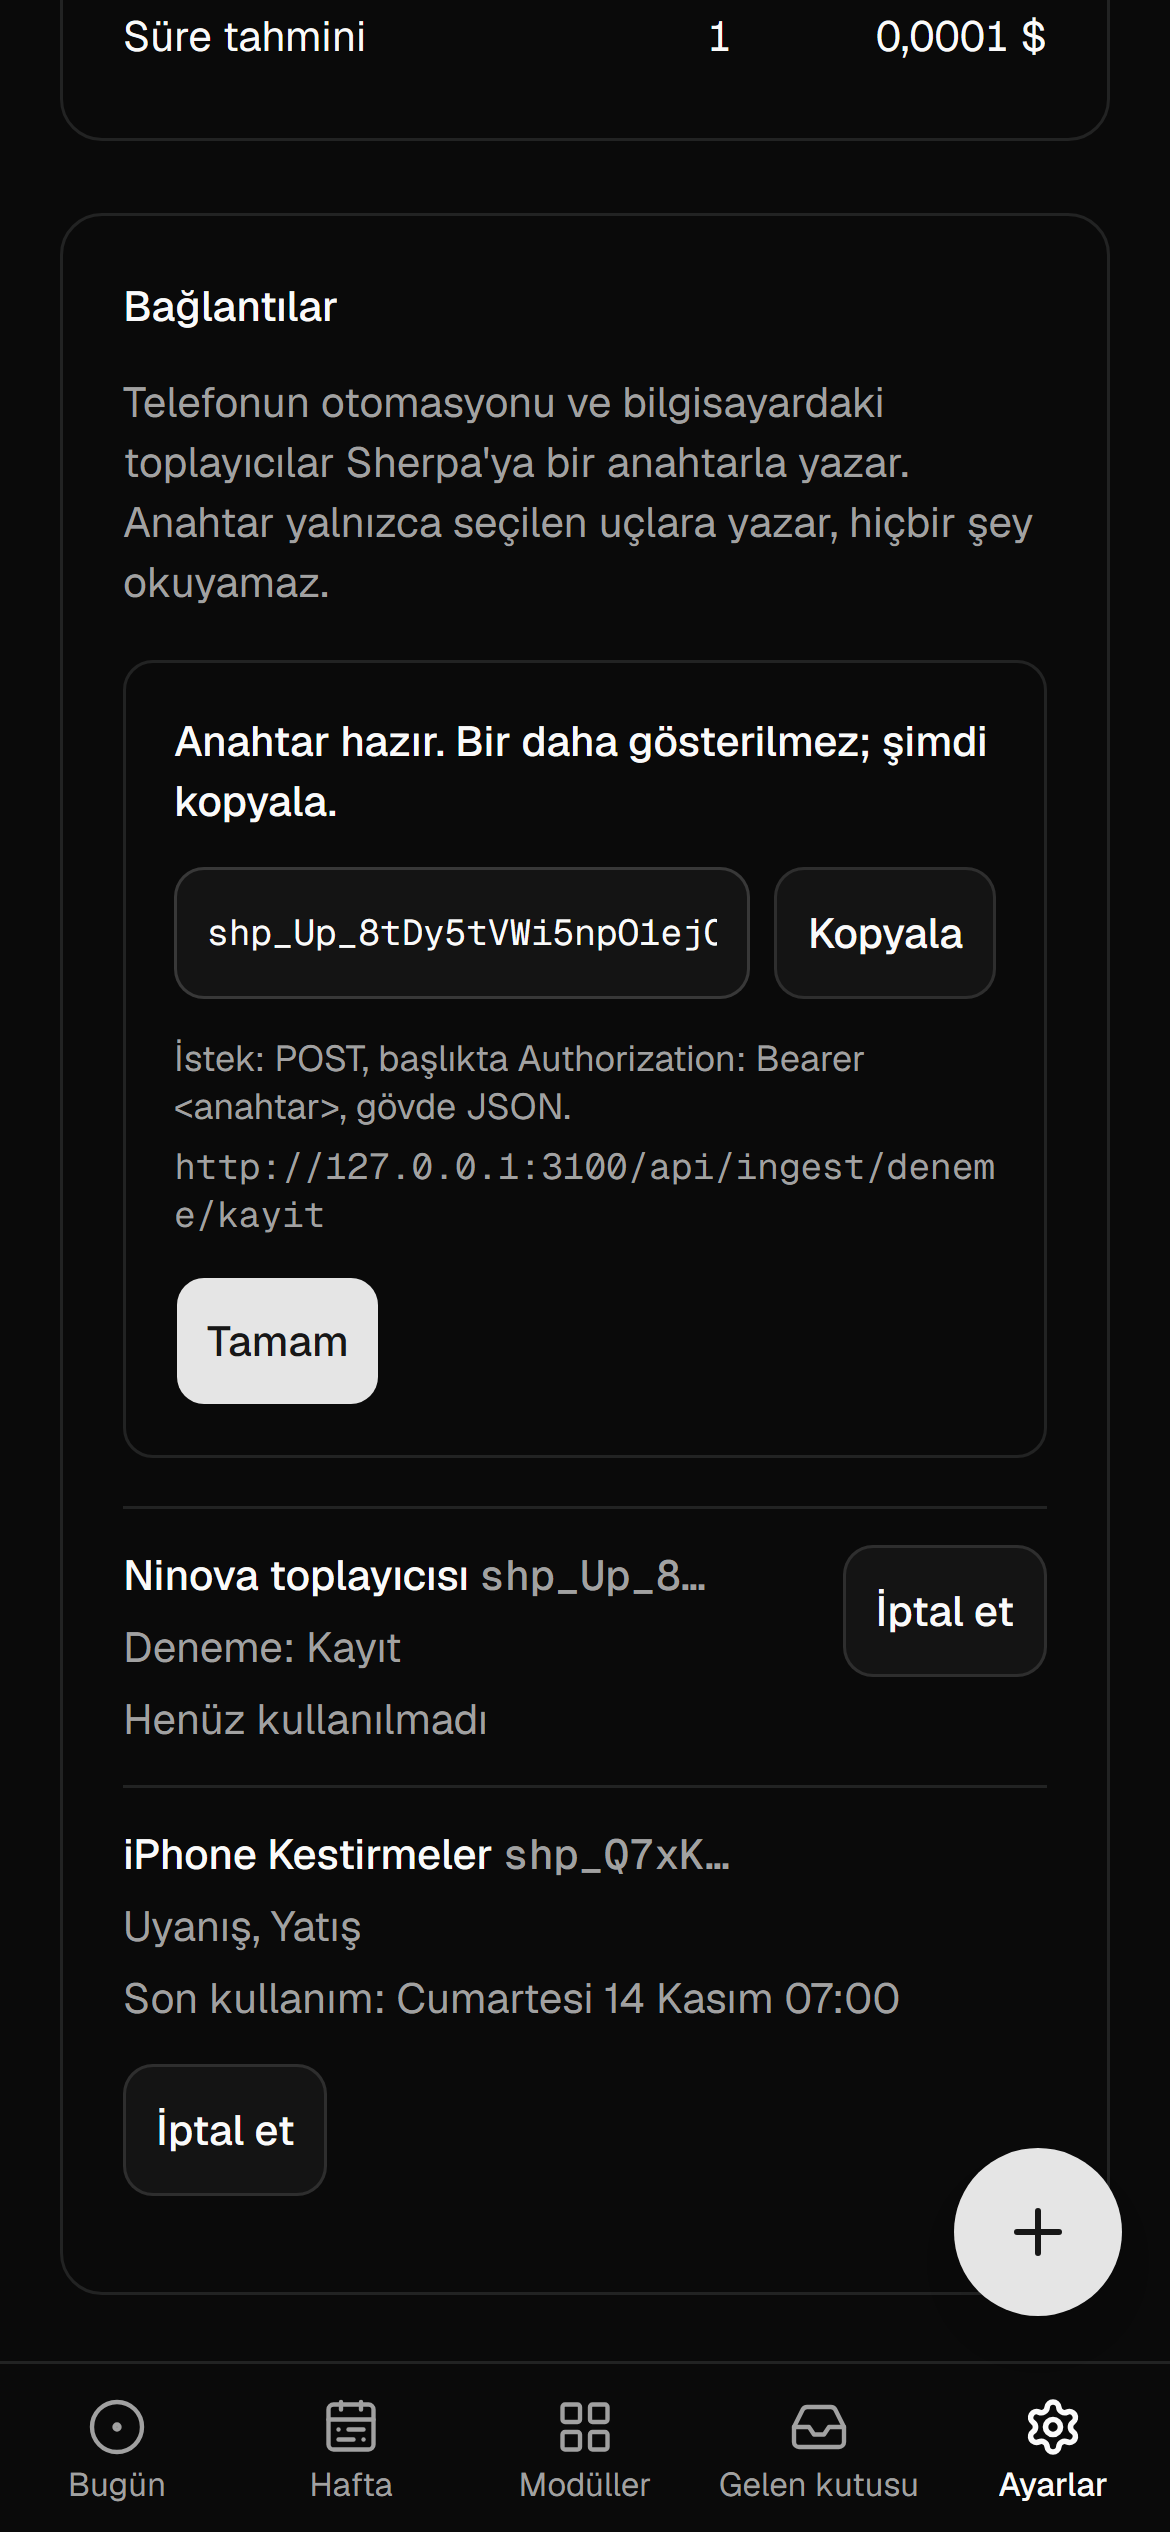 Süre tahmini 1 0,0001 $
Bağlantılar
Telefonun otomasyonu ve bilgisayardaki
toplayıcılar Sherpa'ya bir anahtarla yazar.
Anahtar yalnızca seçilen uçlara yazar, hiçbir şey
okuyamaz.
Anahtar hazır. Bir daha gösterilmez; şimdi
kopyala.
shp_Up_8tDy5tVWi5npO1ej
Kopyala
İstek: POST, başlıkta Authorization: Bearer
<anahtar>, gövde JSON.
http://127.0.0.1:3100/api/ingest/denem
e/kayit
Tamam
Ninova toplayıcısı shp_Up_8…
İptal et
Deneme: Kayıt
Henüz kullanılmadı
iPhone Kestirmeler shp_Q7xK…
Uyanış, Yatış
Son kullanım: Cumartesi 14 Kasım 07:00
İptal et
Bugün Hafta Modüller Gelen kutusu Ayarlar